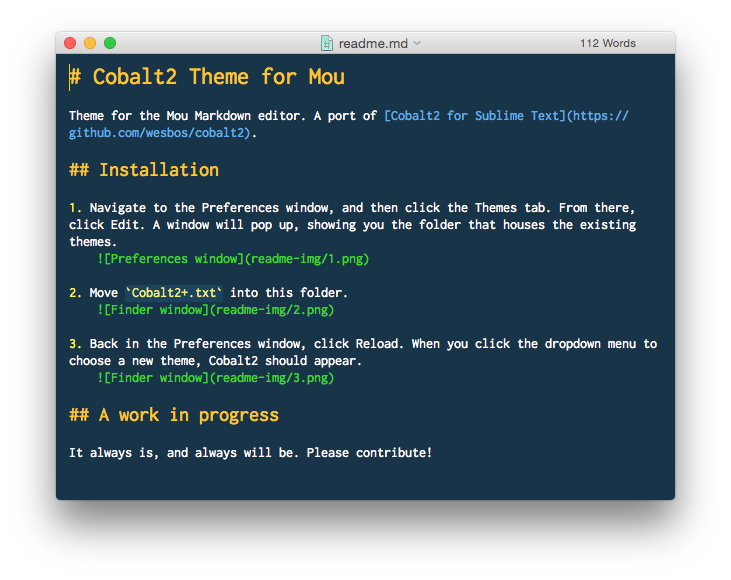 readme.md
112 Words
# Cobalt2 Theme for Mou
Theme for the Mou Markdown editor. A port of [Cobalt2 for Sublime Text](https://
github.com/wesbos/cobalt2).
## Installation
1. Navigate to the Preferences window, and then click the Themes tab. From there,
click Edit. A window will pop up, showing you the folder that houses the existing
themes.
![Preferences window](readme-img/1.png)
2. Move `Cobalt2+.txt` into this folder.
![Finder window](readme-img/2.png)
3. Back in the Preferences window, click Reload. When you click the dropdown menu to
choose a new theme, Cobalt2 should appear.
![Finder window](readme-img/3.png)
## A work in progress
It always is, and always will be. Please contribute!